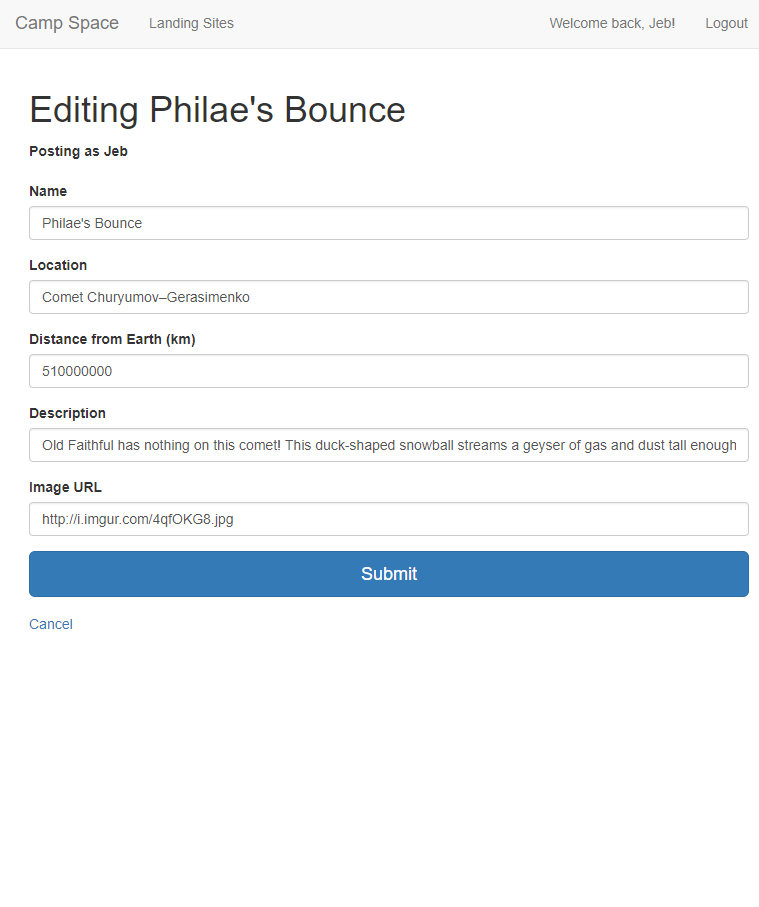 Camp Space Landing Sites Welcome back, Jeb! Logout
Editing Philae's Bounce
Posting as Jeb
Name
Philae's Bounce
Location
Comet Churyumov–Gerasimenko
Distance from Earth (km)
510000000
Description
Old Faithful has nothing on this comet! This duck-shaped snowball streams a geyser of gas and dust tall enough
Image URL
http://i.imgur.com/4qfOKG8.jpg
Submit
Cancel